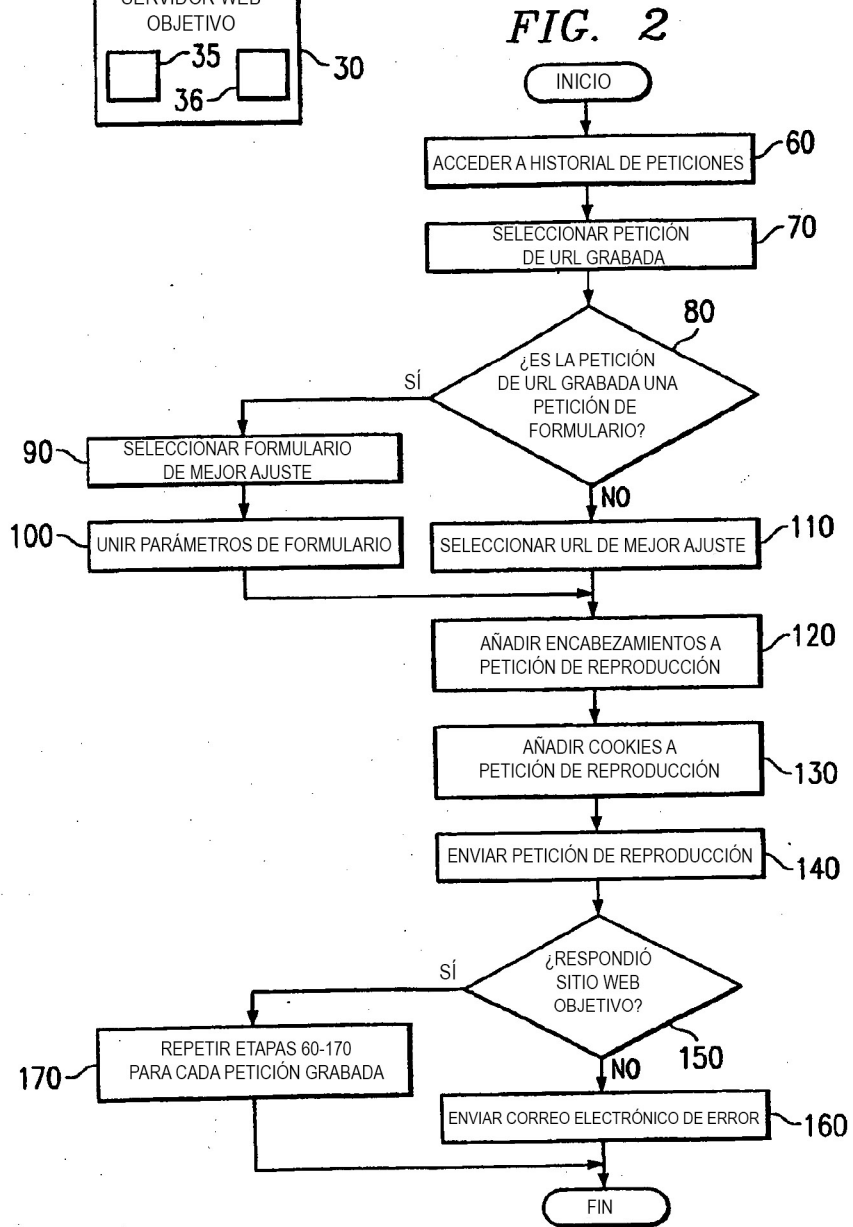 SERVIDOR WEB
OBJETIVO
35
36
30
FIG. 2
INICIO
ACCEDER A HISTORIAL DE PETICIONES
60
SELECCIONAR PETICIÓN
DE URL GRABADA
70
80
¿ES LA PETICIÓN
DE URL GRABADA UNA
PETICIÓN DE
FORMULARIO?
SÍ
NO
90
SELECCIONAR FORMULARIO
DE MEJOR AJUSTE
100
UNIR PARÁMETROS DE FORMULARIO
SELECCIONAR URL DE MEJOR AJUSTE
110
AÑADIR ENCABEZAMIENTOS A
PETICIÓN DE REPRODUCCIÓN
120
AÑADIR COOKIES A
PETICIÓN DE REPRODUCCIÓN
130
ENVIAR PETICIÓN DE REPRODUCCIÓN
140
¿RESPONDIÓ
SITIO WEB
OBJETIVO?
SÍ
150
NO
170
REPETIR ETAPAS 60-170
PARA CADA PETICIÓN GRABADA
ENVIAR CORREO ELECTRÓNICO DE ERROR
160
FIN